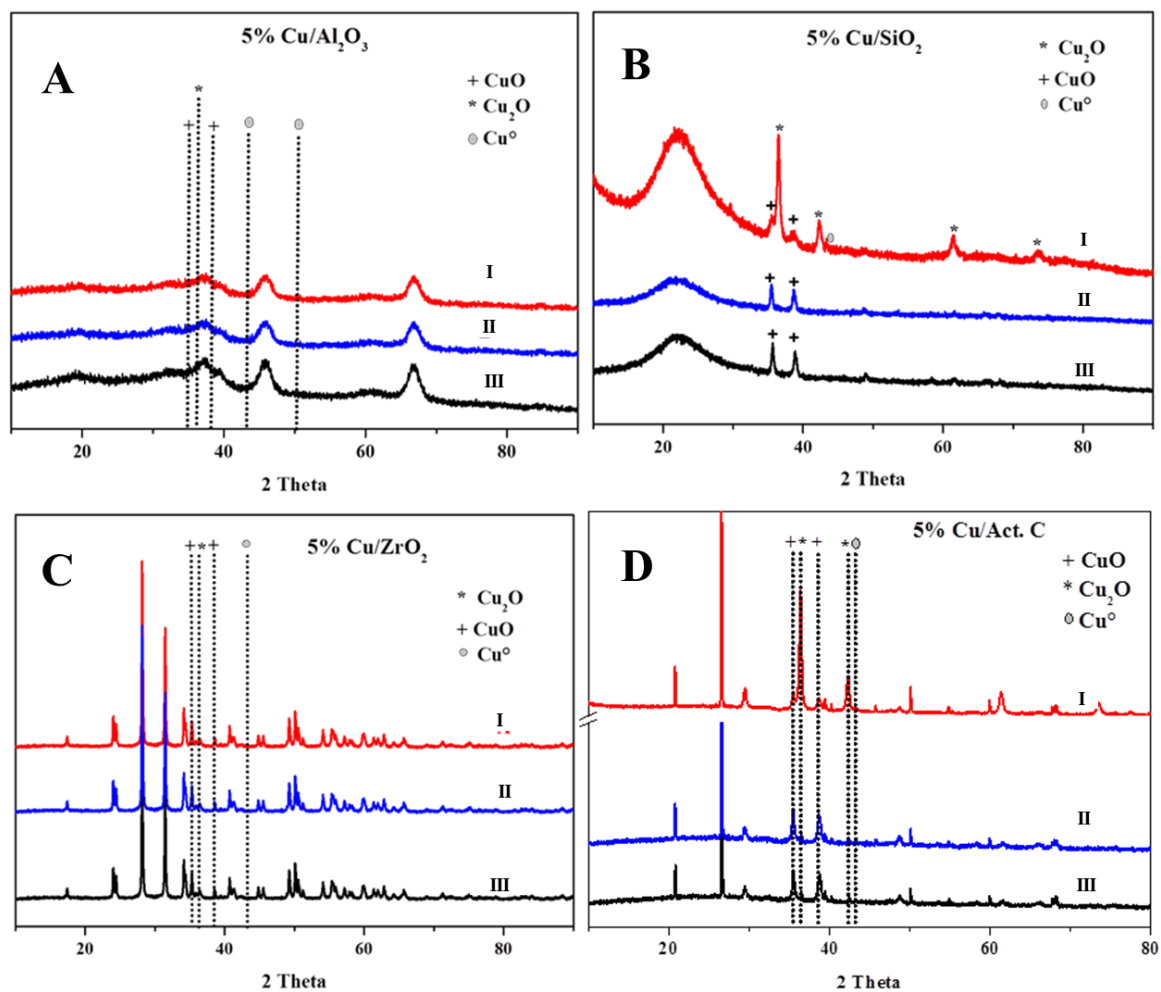 A
5% Cu/Al₂O₃
+ CuO
* Cu₂O
Cu°
*
+ +
I
II
III
20 40 60 80
2 Theta
B
5% Cu/SiO₂
* Cu₂O
+ CuO
Cu°
*
+ + * * *
I
+ +
II
+ +
III
20 40 60 80
2 Theta
C
5% Cu/ZrO₂
+ * +
* Cu₂O
+ CuO
Cu°
I
II
III
20 40 60 80
2 Theta
D
5% Cu/Act. C
+ * + *
+ CuO
* Cu₂O
Cu°
I
II
III
20 40 60 80
2 Theta